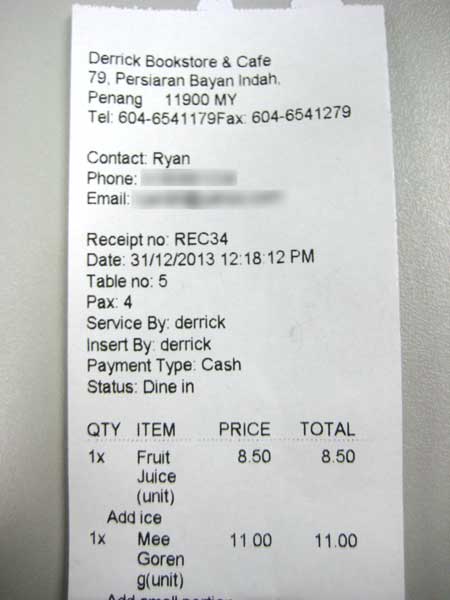 Derrick Bookstore & Cafe
79, Persiaran Bayan Indah.
Penang 11900 MY
Tel: 604-6541179Fax: 604-6541279
Contact: Ryan
Phone:
Email:
Receipt no: REC34
Date: 31/12/2013 12:18:12 PM
Table no: 5
Pax: 4
Service By: derrick
Insert By: derrick
Payment Type: Cash
Status: Dine in
QTY ITEM PRICE TOTAL
1x Fruit 8.50 8.50
Juice
(unit)
Add ice
1x Mee 11.00 11.00
Goren
g(unit)
Add small portion